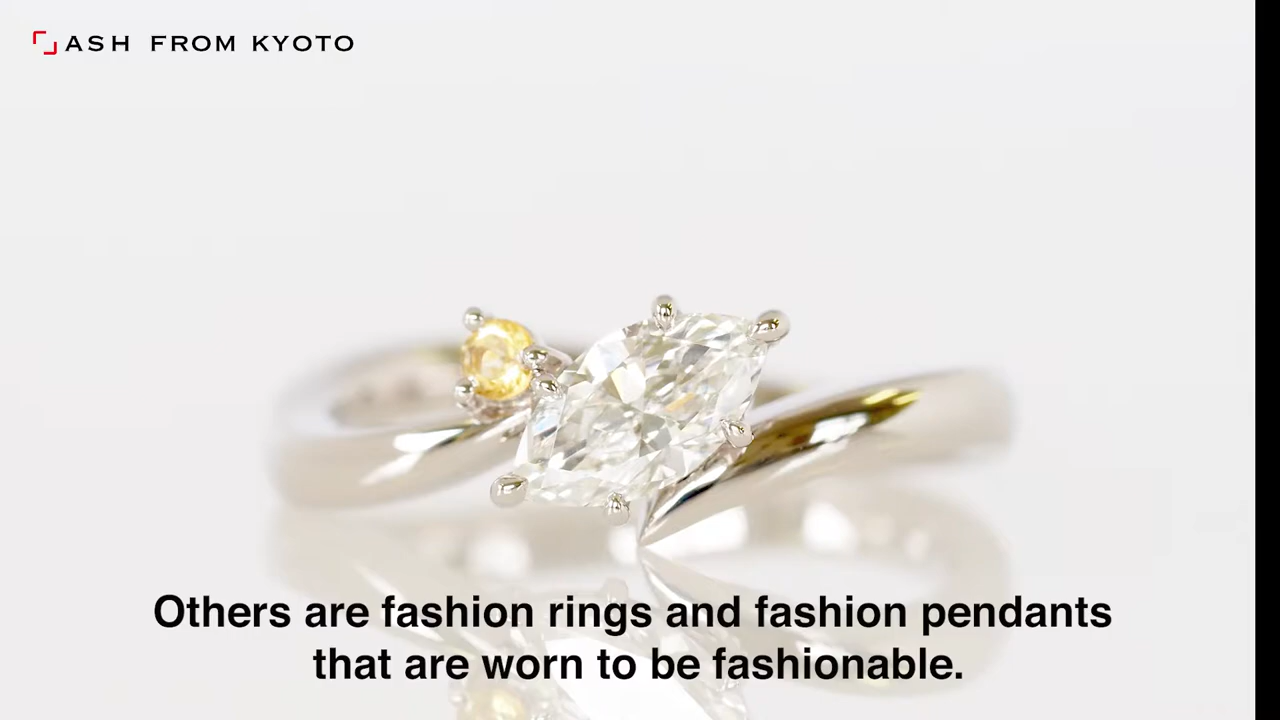 ASH FROM KYOTO
Others are fashion rings and fashion pendants
that are worn to be fashionable.